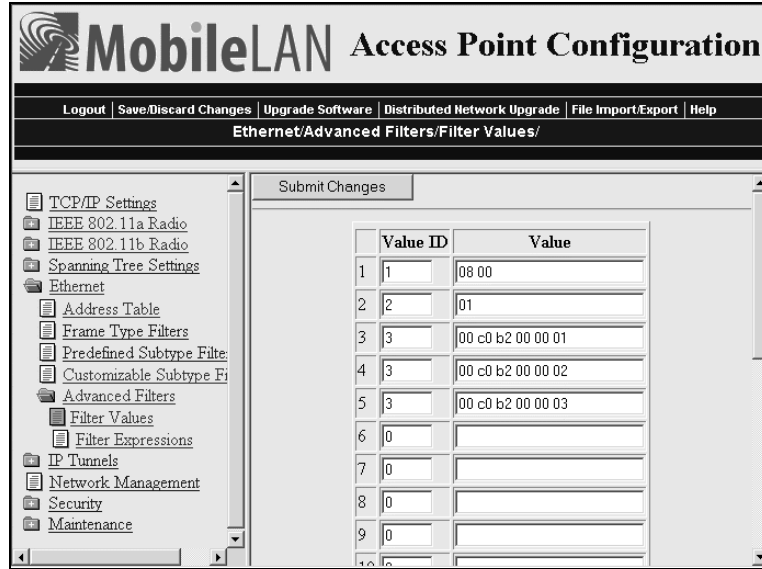 MobileLAN Access Point Configuration
Logout | Save/Discard Changes | Upgrade Software | Distributed Network Upgrade | File Import/Export | Help
Ethernet/Advanced Filters/Filter Values/
TCP/IP Settings
IEEE 802.11a Radio
IEEE 802.11b Radio
Spanning Tree Settings
Ethernet
Address Table
Frame Type Filters
Predefined Subtype Filte
Customizable Subtype Fi
Advanced Filters
Filter Values
Filter Expressions
IP Tunnels
Network Management
Security
Maintenance
Submit Changes
Value ID Value
1 1 08 00
2 2 01
3 3 00 c0 b2 00 00 01
4 3 00 c0 b2 00 00 02
5 3 00 c0 b2 00 00 03
6 0
7 0
8 0
9 0